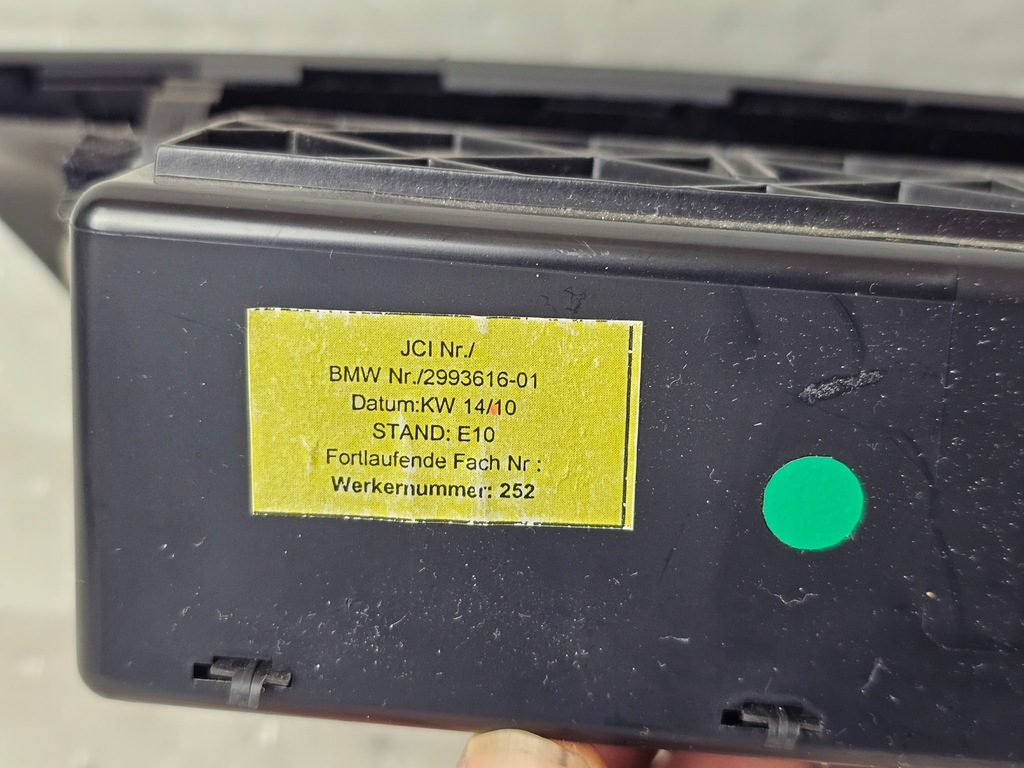 JCI Nr./
BMW Nr./2993616-01
Datum:KW 14/10
STAND: E10
Fortlaufende Fach Nr :
Werkernummer: 252